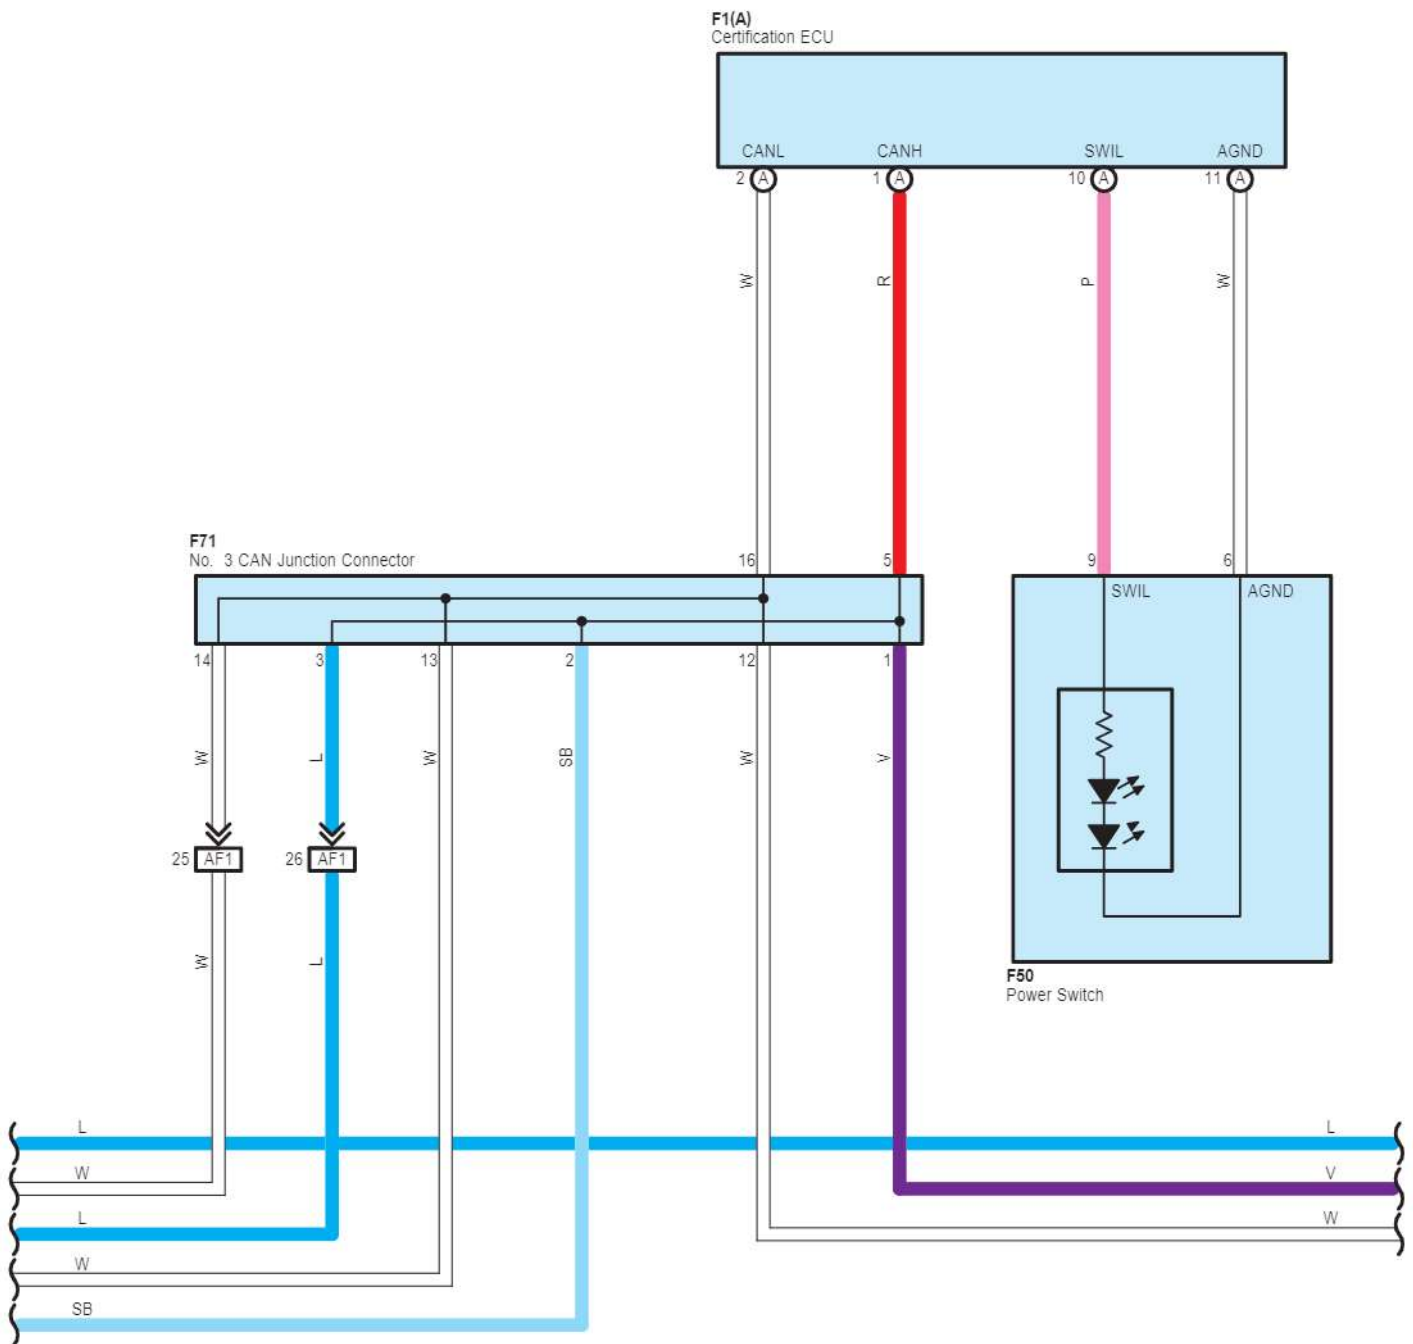 F1(A)
Certification ECU
CANL CANH SWIL AGND
2 A 1 A 10 A 11 A
W R P W
F71
No. 3 CAN Junction Connector
16 5 9 6
SWIL AGND
14 3 13 2 12 1
W L W SB W V
25 AF1 26 AF1
W L
F50
Power Switch
L L
W V
L W
W
SB